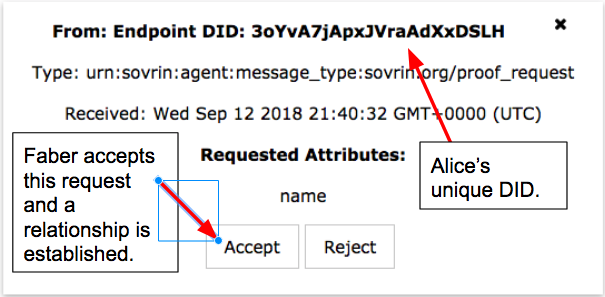 From: Endpoint DID: 3oYvA7jApxJVraAdXxDSLH ✖
Type: urn:sovrin:agent:message_type:sovrin.org/proof_request
Received: Wed Sep 12 2018 21:40:32 GMT+0000 (UTC)
Faber accepts
this request
and a
relationship is
established.
Requested Attributes:
name
Alice’s
unique DID.
Accept
Reject